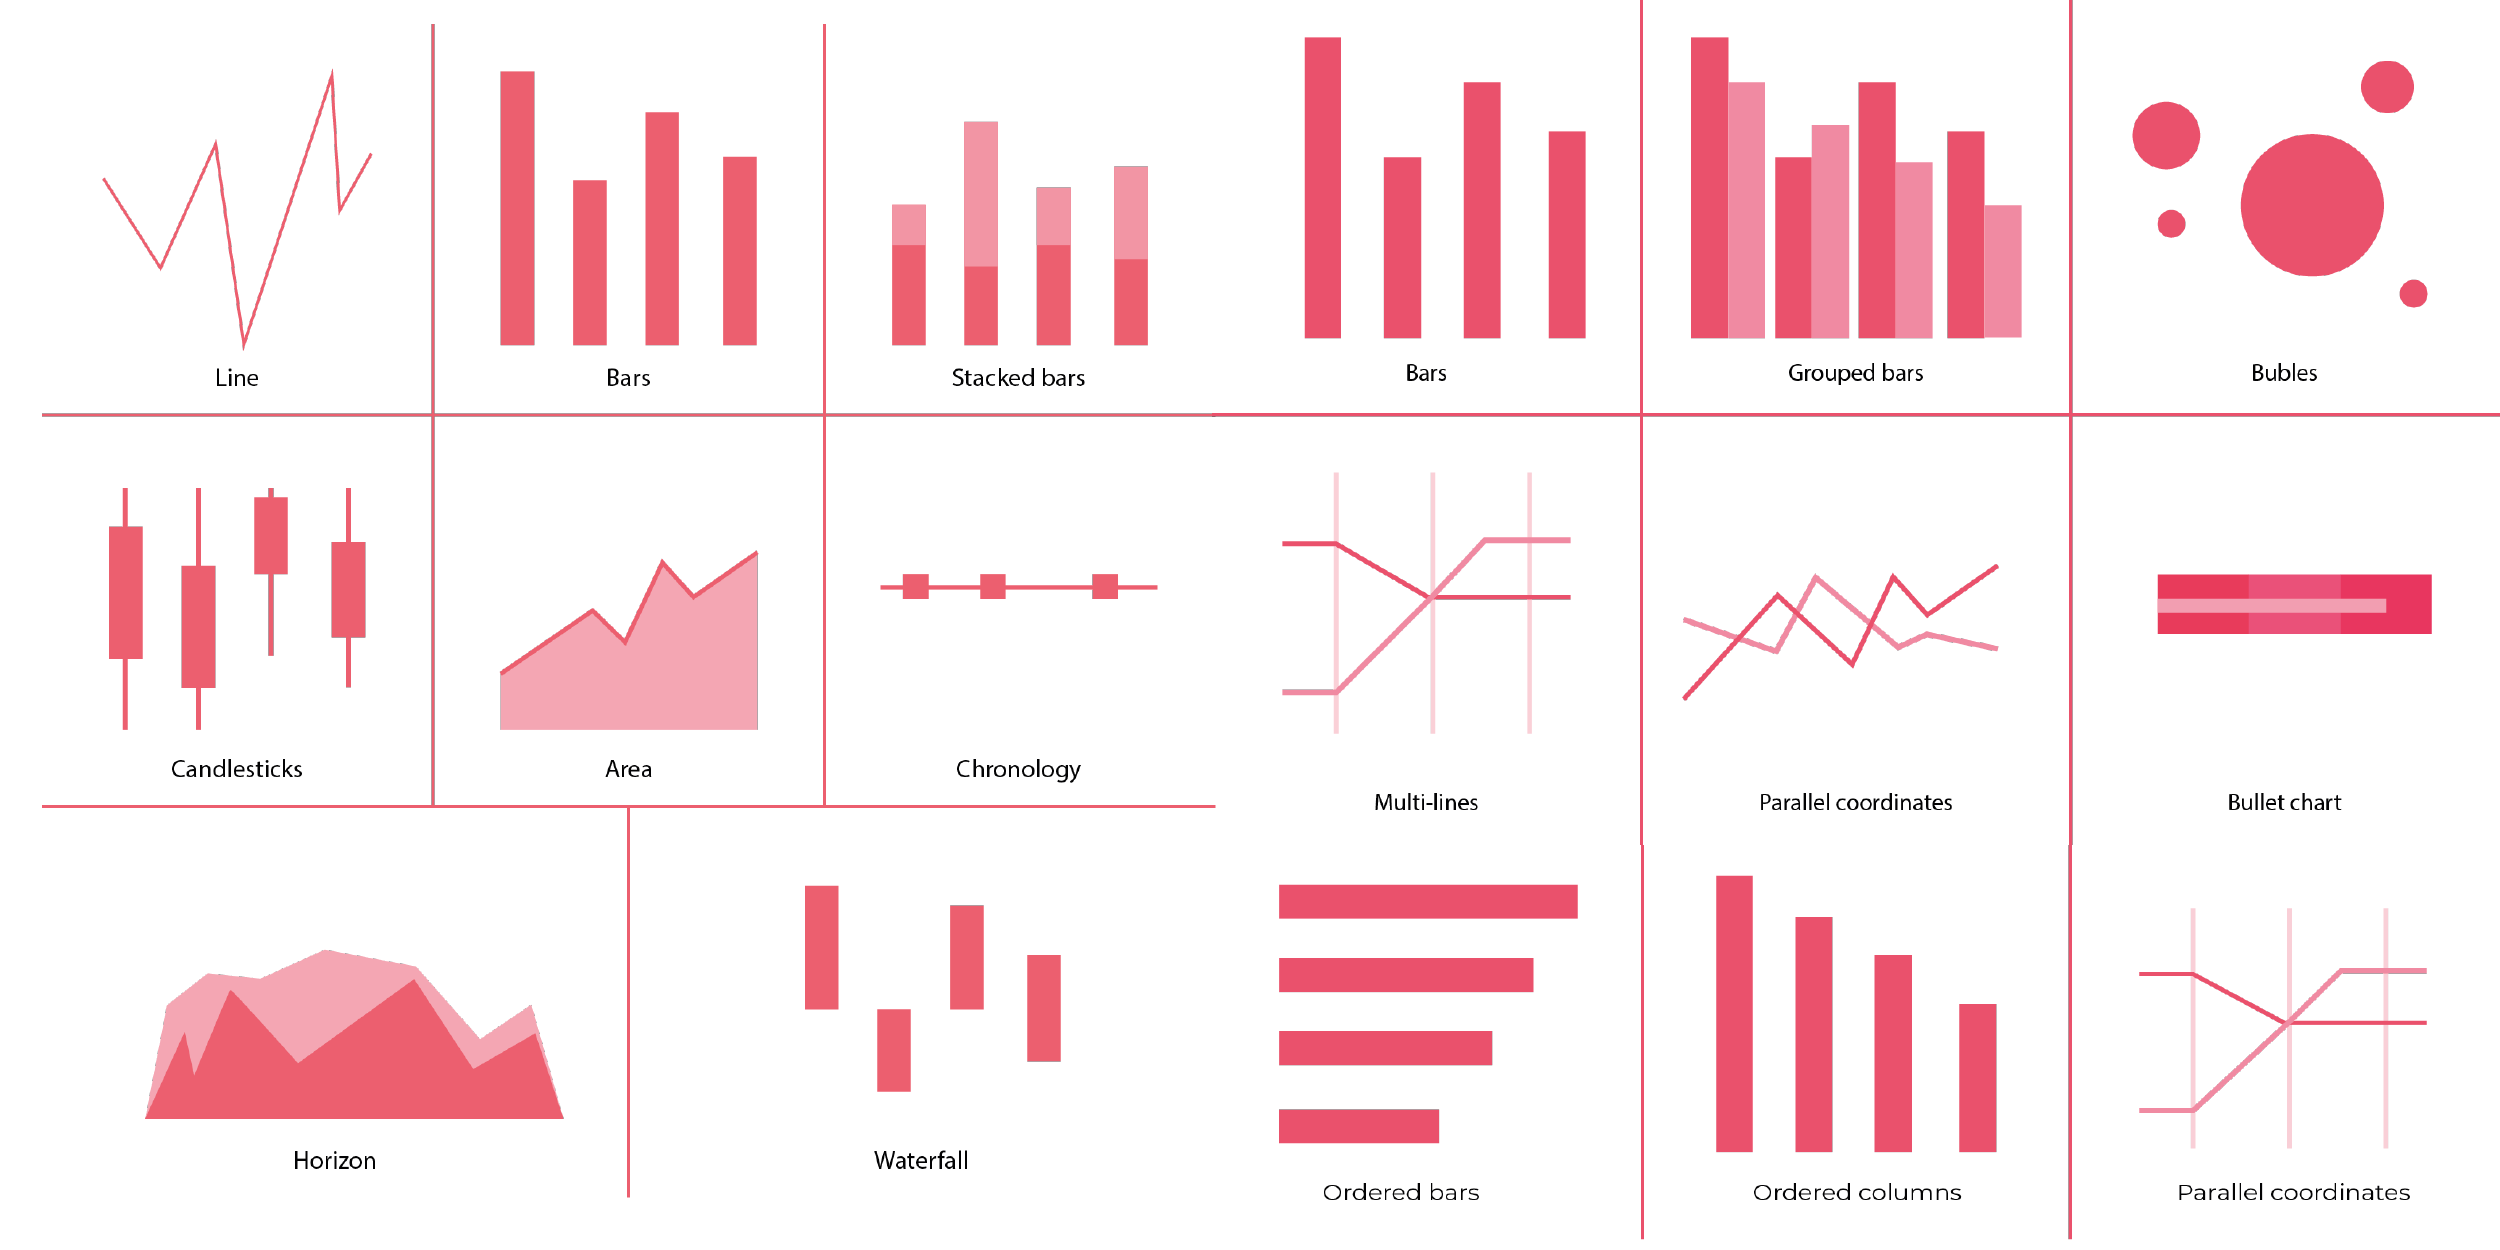 Line
Bars
Stacked bars
Bars
Grouped bars
Bubles
Candlesticks
Area
Chronology
Multi-lines
Parallel coordinates
Bullet chart
Horizon
Waterfall
Ordered bars
Ordered columns
Parallel coordinates